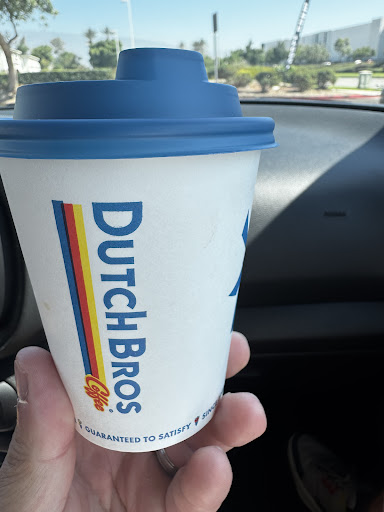 DUTCH BROS
Coffee
GUARANTEED TO SATISFY